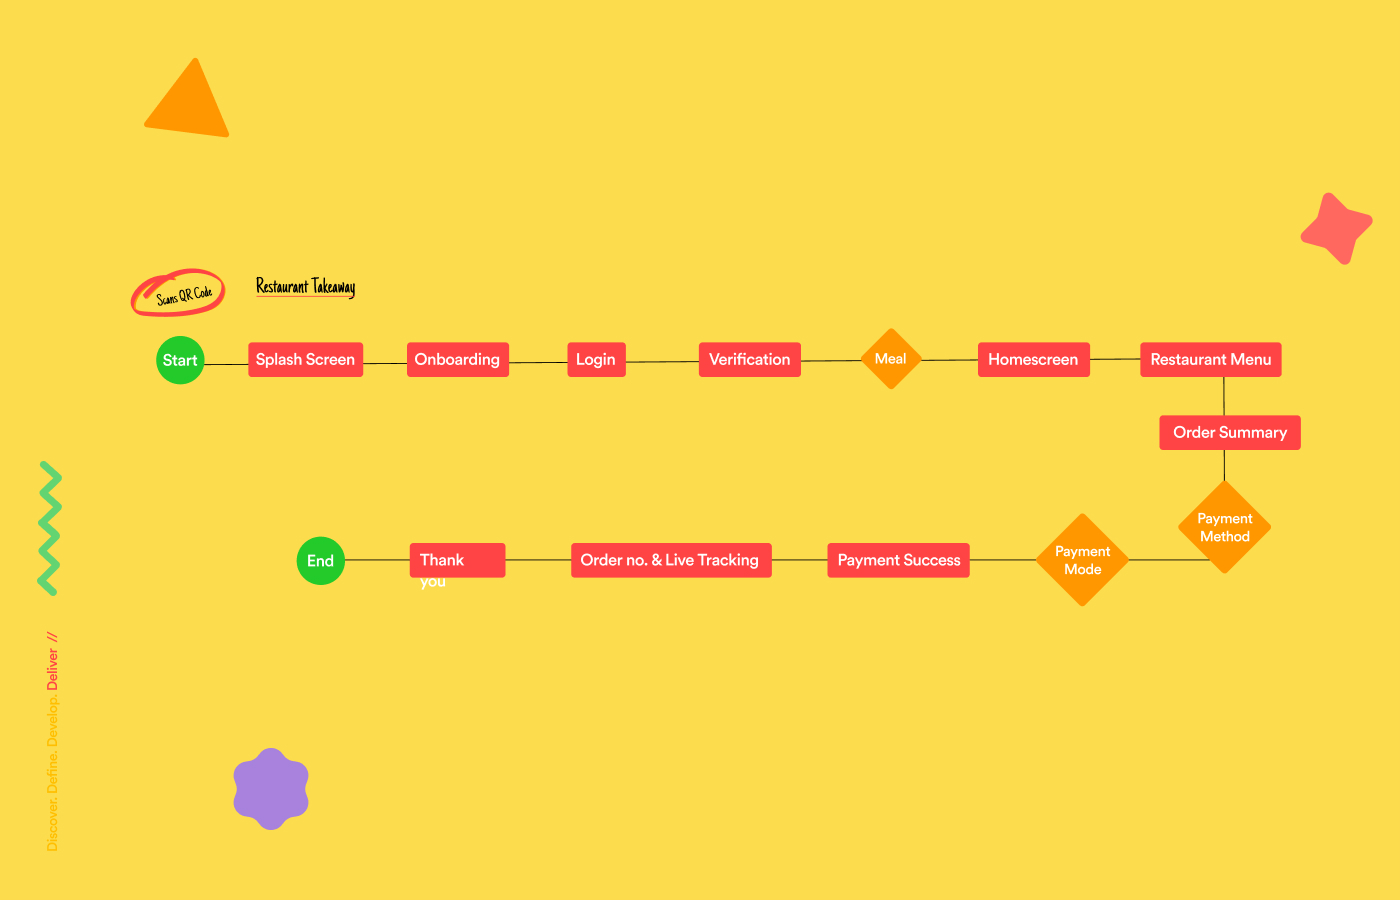 Scans QR Code
Restaurant Takeaway
Start
Splash Screen
Onboarding
Login
Verification
Meal
Homescreen
Restaurant Menu
Order Summary
Payment
Method
Payment
Mode
Payment Success
Order no. & Live Tracking
Thank
you
End
Discover. Define. Develop. Deliver //